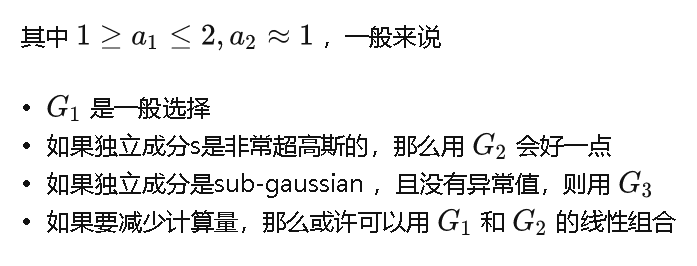 其中 1 ≥ a₁ ≤ 2, a₂ ≈ 1 ，一般来说
• G₁ 是一般选择
• 如果独立成分s是非常超高斯的，那么用 G₂ 会好一点
• 如果独立成分是sub-gaussian ，且没有异常值，则用 G₃
• 如果要减少计算量，那么或许可以用 G₁ 和 G₂ 的线性组合